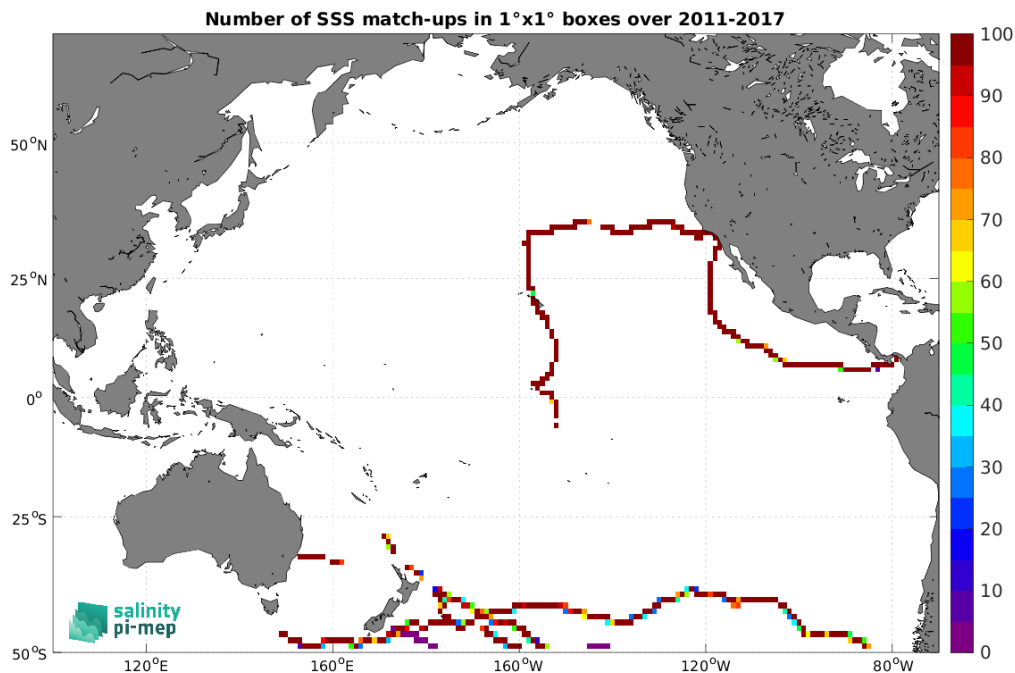 Number of SSS match-ups in 1°x1° boxes over 2011-2017
100
90
80
70
60
50
40
30
20
10
0
50°N
25°N
0°
25°S
50°S
120°E
160°E
160°W
120°W
80°W
salinity
pi-mep